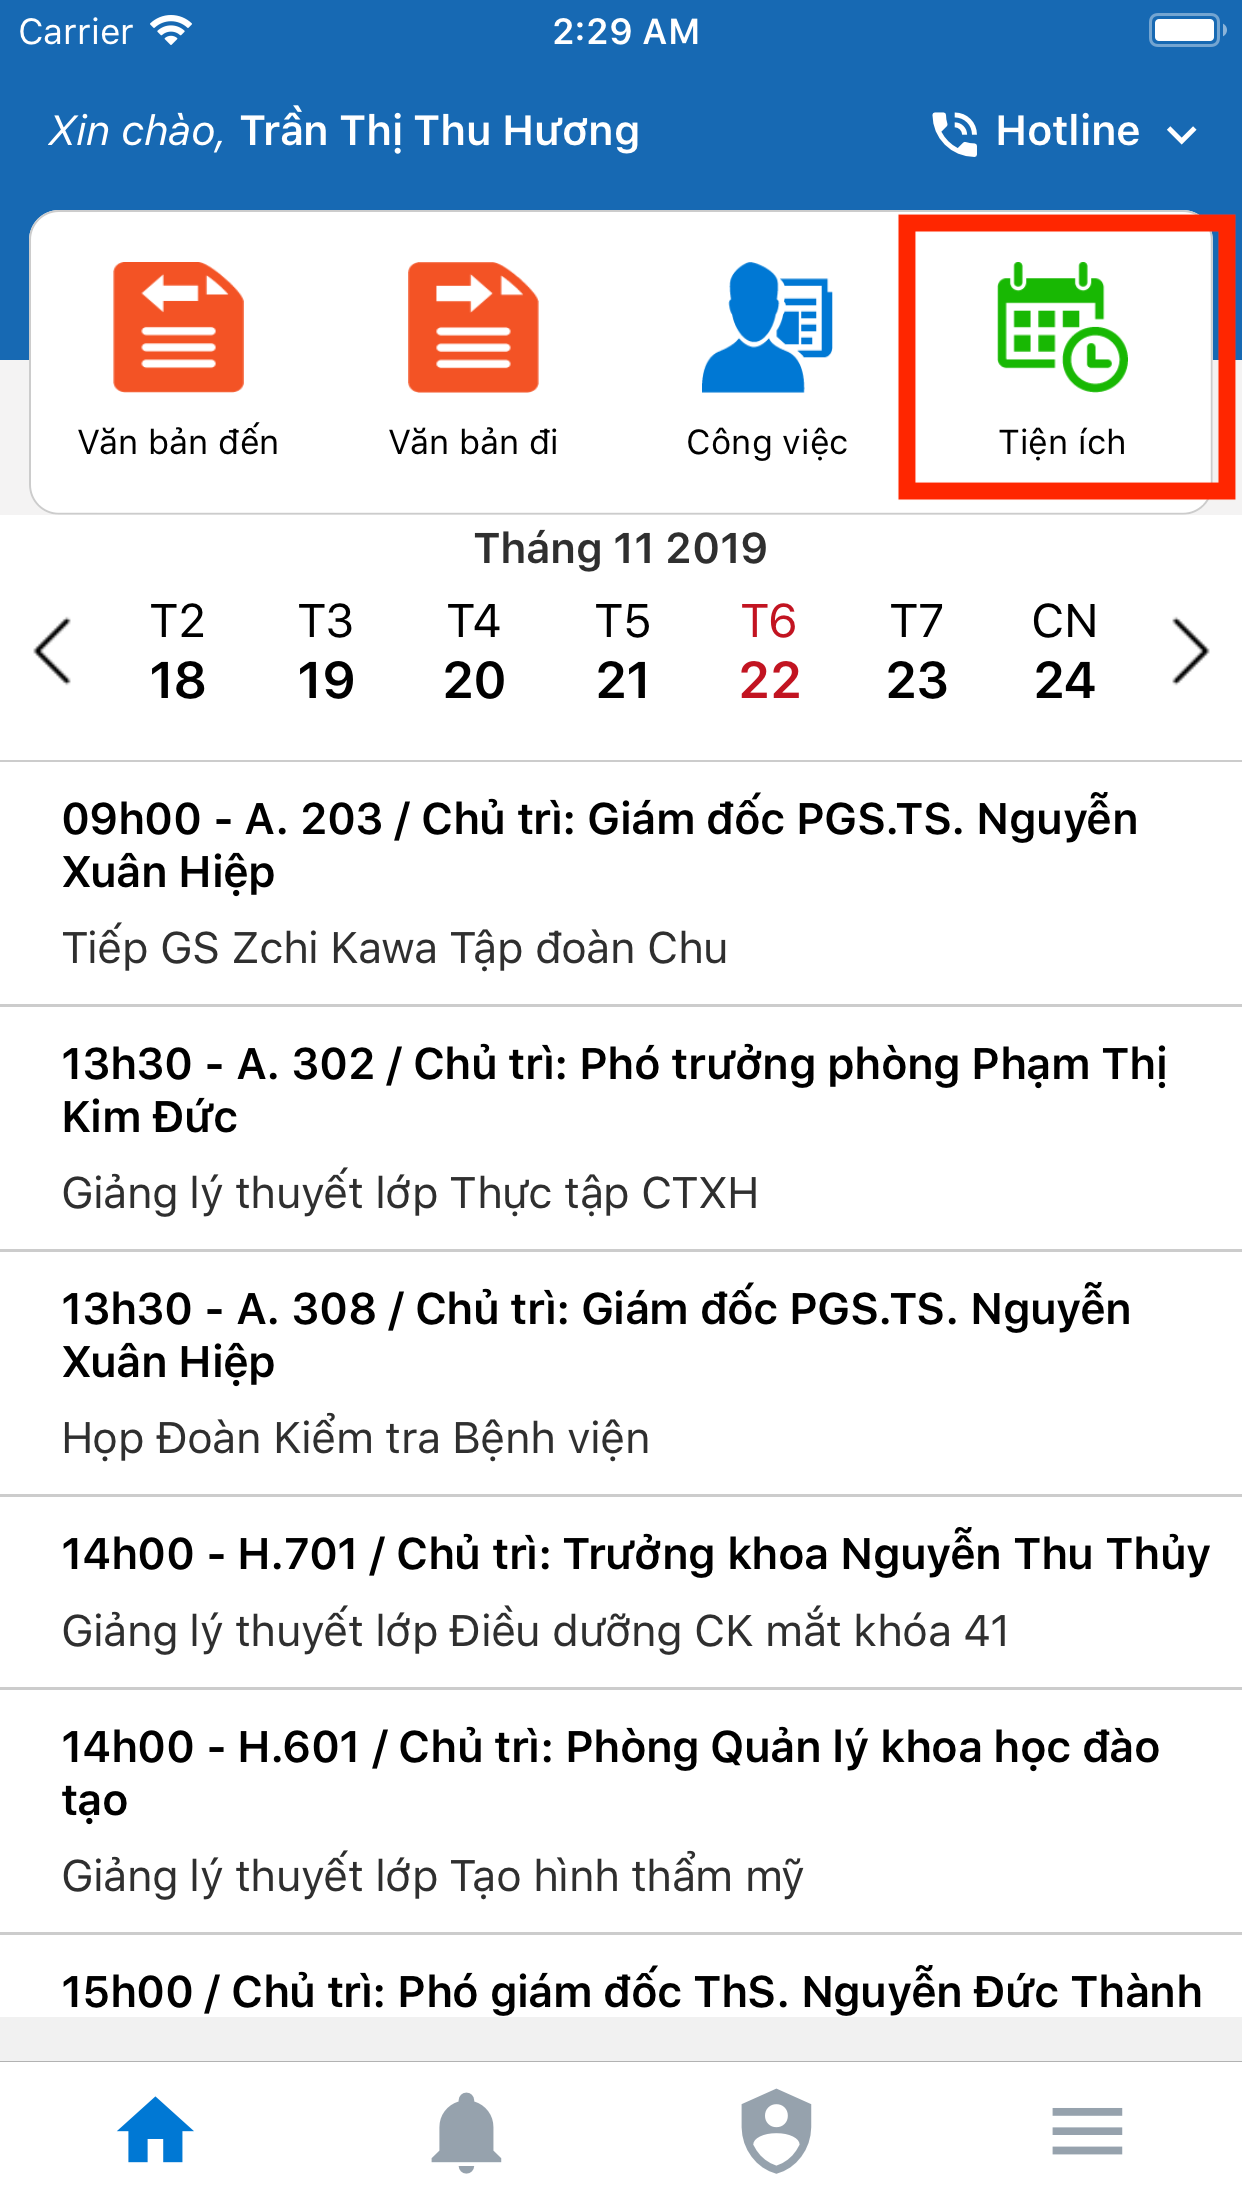 Carrier 2:29 AM
Xin chào, Trần Thị Thu Hương Hotline
Văn bản đến Văn bản đi Công việc Tiện ích
Tháng 11 2019
T2 T3 T4 T5 T6 T7 CN
18 19 20 21 22 23 24
09h00 - A. 203 / Chủ trì: Giám đốc PGS.TS. Nguyễn
Xuân Hiệp
Tiếp GS Zchi Kawa Tập đoàn Chu
13h30 - A. 302 / Chủ trì: Phó trưởng phòng Phạm Thị
Kim Đức
Giảng lý thuyết lớp Thực tập CTXH
13h30 - A. 308 / Chủ trì: Giám đốc PGS.TS. Nguyễn
Xuân Hiệp
Họp Đoàn Kiểm tra Bệnh viện
14h00 - H.701 / Chủ trì: Trưởng khoa Nguyễn Thu Thủy
Giảng lý thuyết lớp Điều dưỡng CK mắt khóa 41
14h00 - H.601 / Chủ trì: Phòng Quản lý khoa học đào
tạo
Giảng lý thuyết lớp Tạo hình thẩm mỹ
15h00 / Chủ trì: Phó giám đốc ThS. Nguyễn Đức Thành